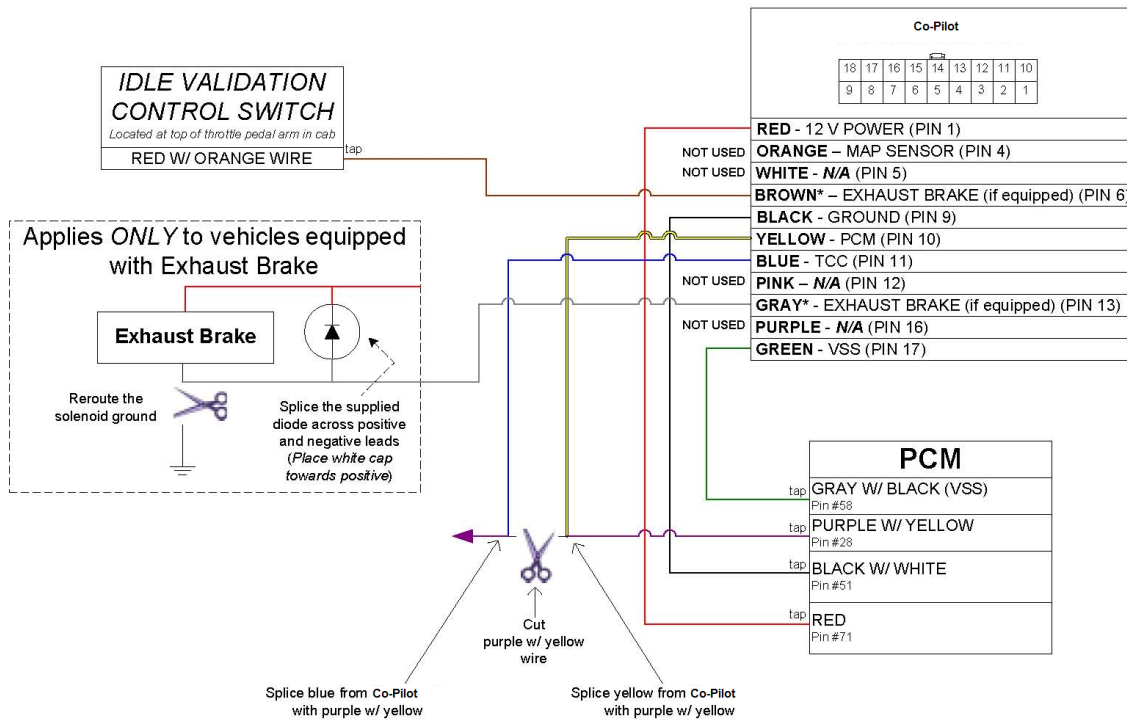 Co-Pilot
18 17 16 15 14 13 12 11 10
9 8 7 6 5 4 3 2 1
RED - 12 V POWER (PIN 1)
NOT USED ORANGE – MAP SENSOR (PIN 4)
NOT USED WHITE - N/A (PIN 5)
BROWN* – EXHAUST BRAKE (if equipped) (PIN 6)
BLACK - GROUND (PIN 9)
YELLOW - PCM (PIN 10)
BLUE - TCC (PIN 11)
NOT USED PINK – N/A (PIN 12)
GRAY* - EXHAUST BRAKE (if equipped) (PIN 13)
NOT USED PURPLE - N/A (PIN 16)
GREEN - VSS (PIN 17)
IDLE VALIDATION
CONTROL SWITCH
Located at top of throttle pedal arm in cab
RED W/ ORANGE WIRE
tap
Applies ONLY to vehicles equipped
with Exhaust Brake
Exhaust Brake
Reroute the
solenoid ground
Splice the supplied
diode across positive
and negative leads
(Place white cap
towards positive)
PCM
tap GRAY W/ BLACK (VSS)
Pin #58
tap PURPLE W/ YELLOW
Pin #28
tap BLACK W/ WHITE
Pin #51
tap RED
Pin #71
Cut
purple w/ yellow
wire
Splice blue from Co-Pilot
with purple w/ yellow
Splice yellow from Co-Pilot
with purple w/ yellow